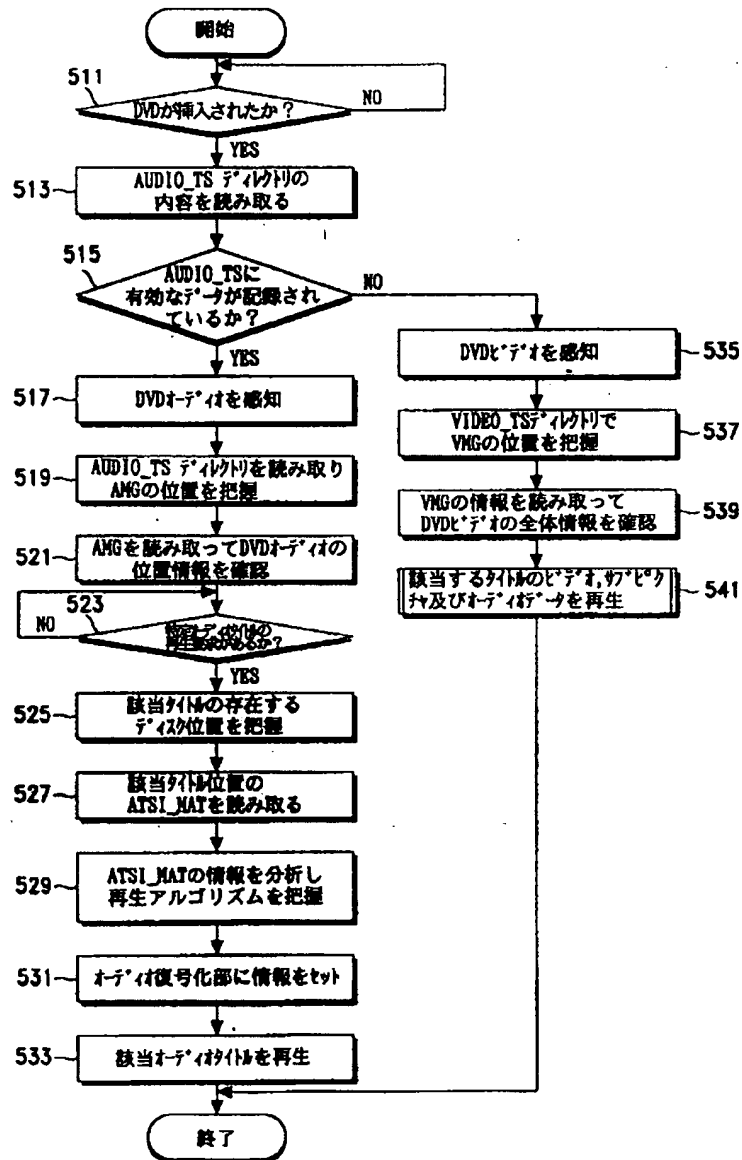 開始
511
DVDが挿入されたか？
NO
YES
513
AUDIO_TS ディレクトリの
内容を読み取る
515
AUDIO_TSに
有効なデータが記録され
ているか？
NO
YES
517
DVDオーディオを感知
519
AUDIO_TS ディレクトリを読み取り
AMGの位置を把握
521
AMGを読み取ってDVDオーディオの
位置情報を確認
523
NO
再生要求があるか？
YES
525
該当タイトルの存在する
ディスク位置を把握
527
該当タイトル位置の
ATSI_MATを読み取る
529
ATSI_MATの情報を分析し
再生アルゴリズムを把握
531
オーディオ復号化部に情報をセット
533
該当オーディオタイトルを再生
535
DVDビデオを感知
537
VIDEO_TSディレクトリで
VMGの位置を把握
539
VMGの情報を読み取って
DVDビデオの全体情報を確認
541
該当するタイトルのビデオ,サブピク
チャ及びオーディオデータを再生
終了